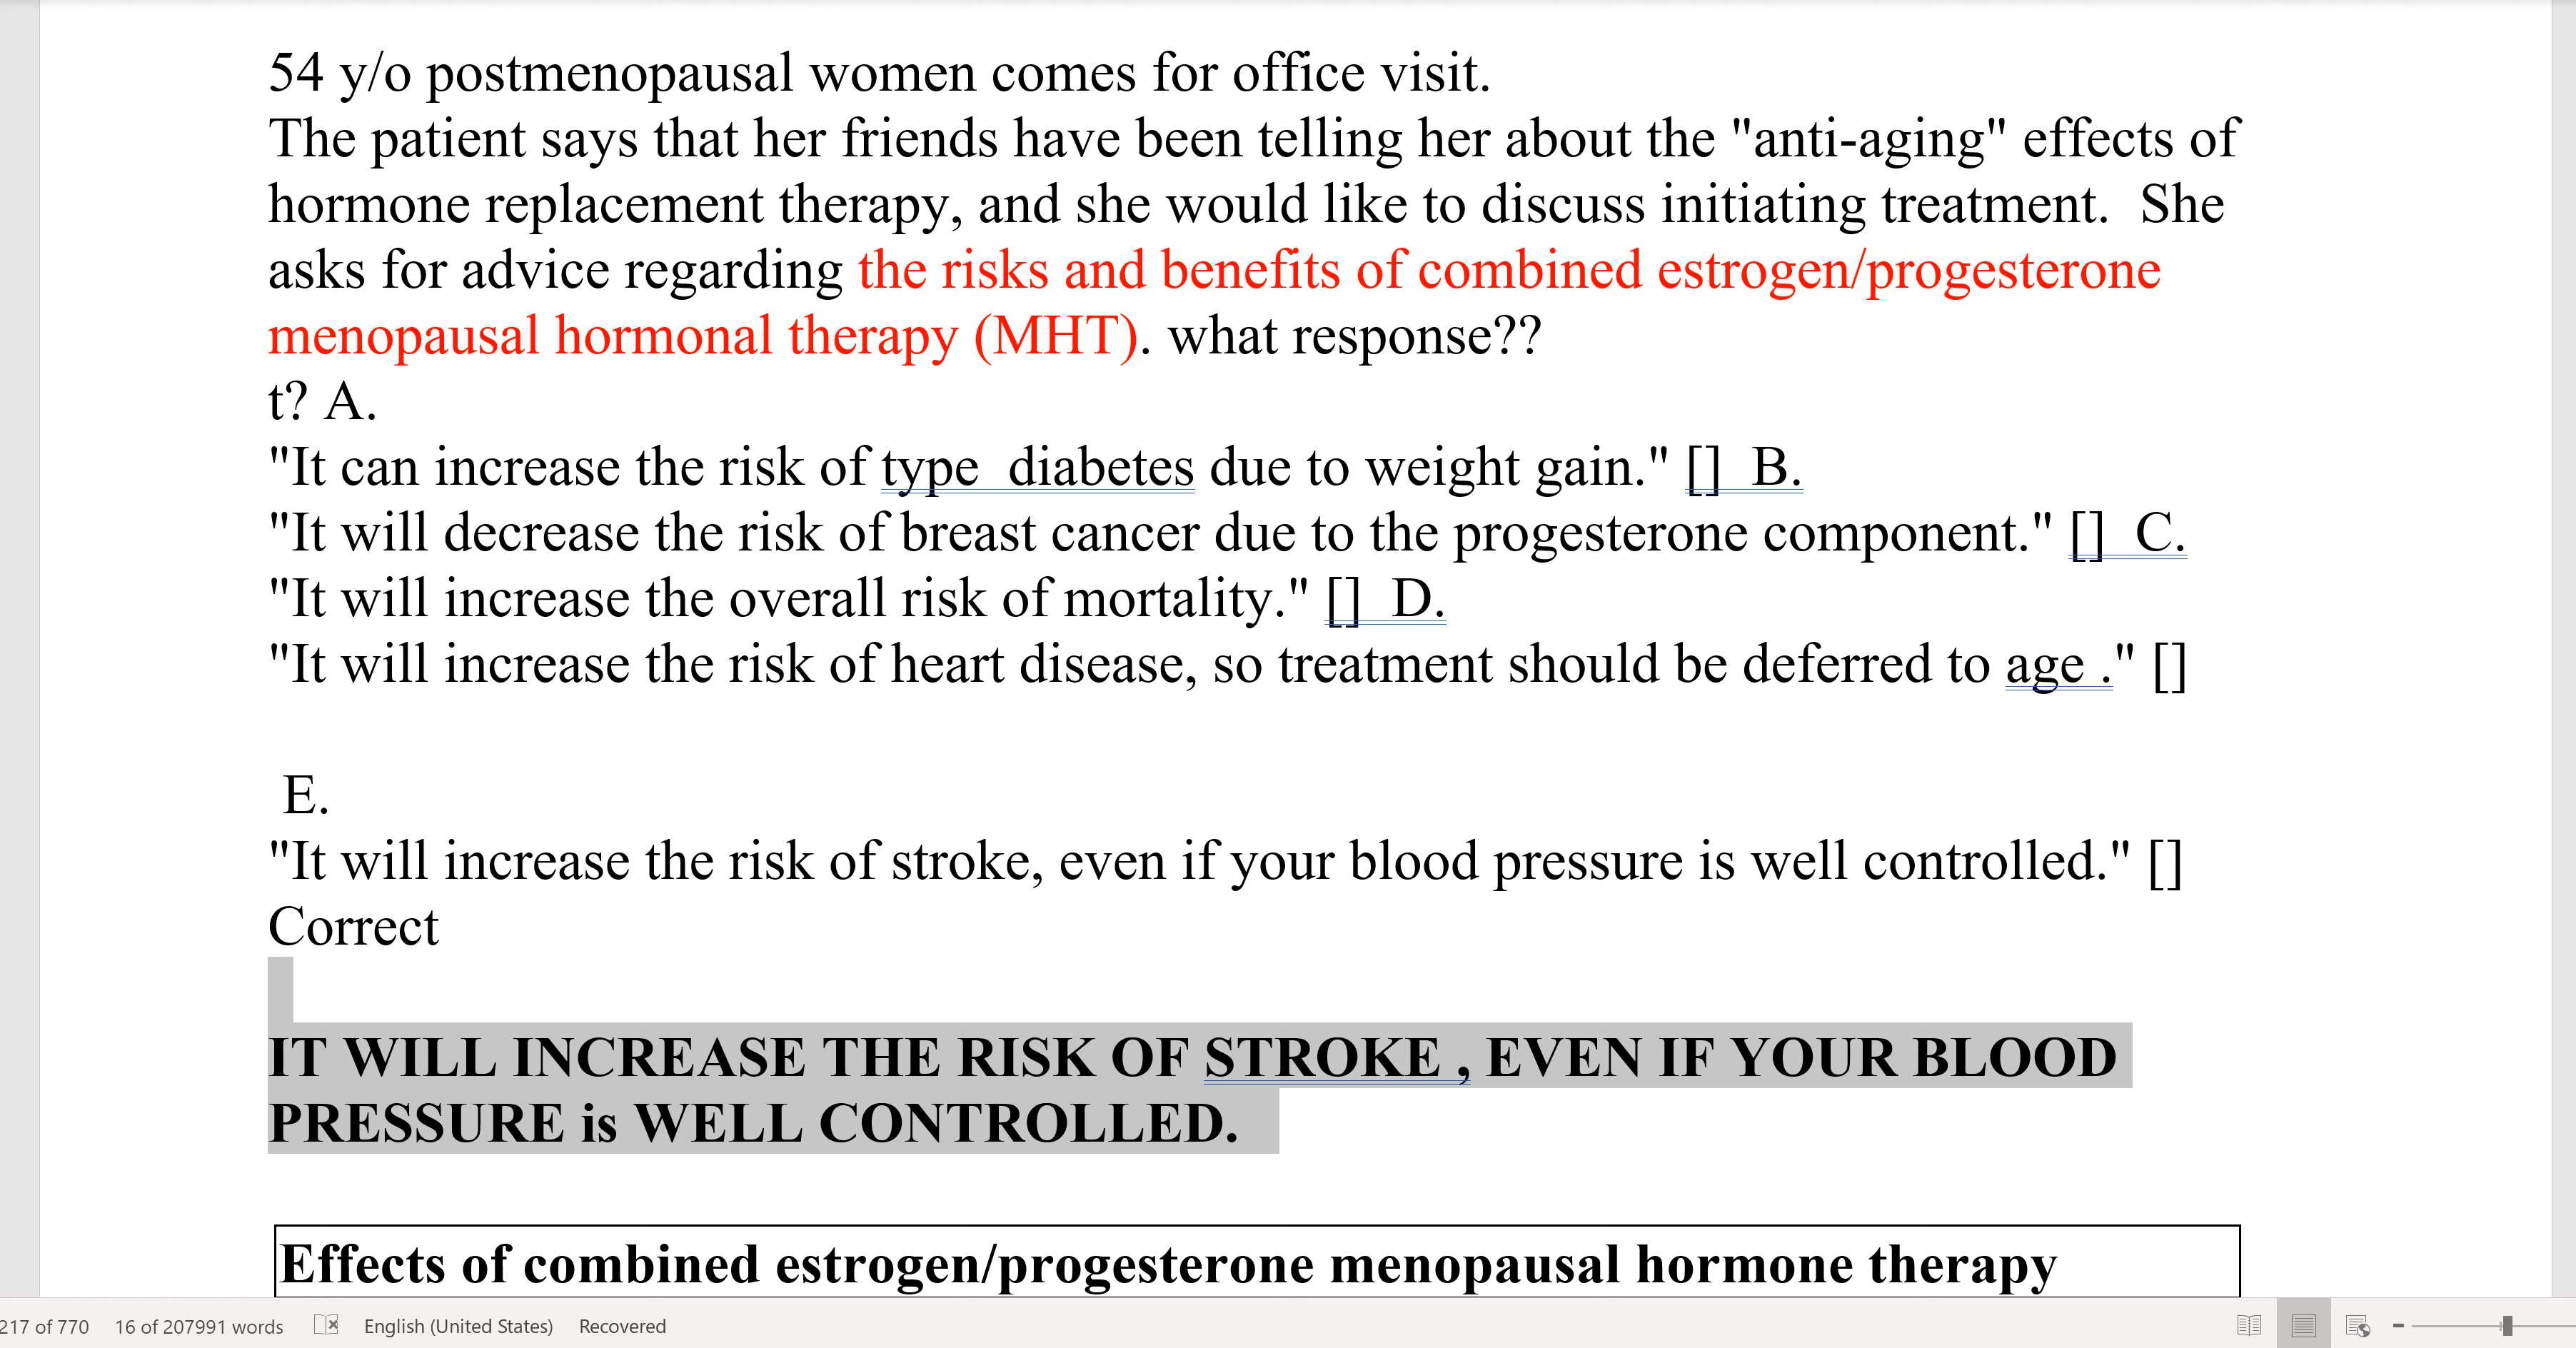 54 y/o postmenopausal women comes for office visit.
The patient says that her friends have been telling her about the "anti-aging" effects of
hormone replacement therapy, and she would like to discuss initiating treatment.  She
asks for advice regarding the risks and benefits of combined estrogen/progesterone
menopausal hormonal therapy (MHT). what response??
t? A.
"It can increase the risk of type  diabetes due to weight gain." []  B.
"It will decrease the risk of breast cancer due to the progesterone component." []  C.
"It will increase the overall risk of mortality." []  D.
"It will increase the risk of heart disease, so treatment should be deferred to age ." []
E.
"It will increase the risk of stroke, even if your blood pressure is well controlled." []
Correct
IT WILL INCREASE THE RISK OF STROKE , EVEN IF YOUR BLOOD
PRESSURE is WELL CONTROLLED.
Effects of combined estrogen/progesterone menopausal hormone therapy
217 of 770 16 of 207991 words English (United States) Recovered